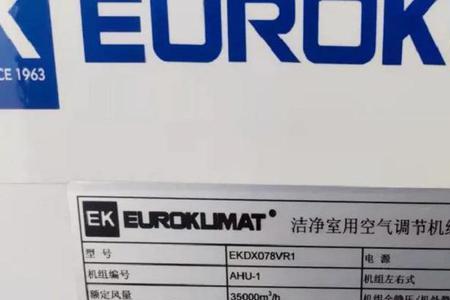 K EUROK
CE 1963
EK EUROKLIMAT® 洁净室用空气调节机组
型 号 EKDX078VR1 电 源
机组编号 AHU-1 机组左右式
额定风量 35000m³/h